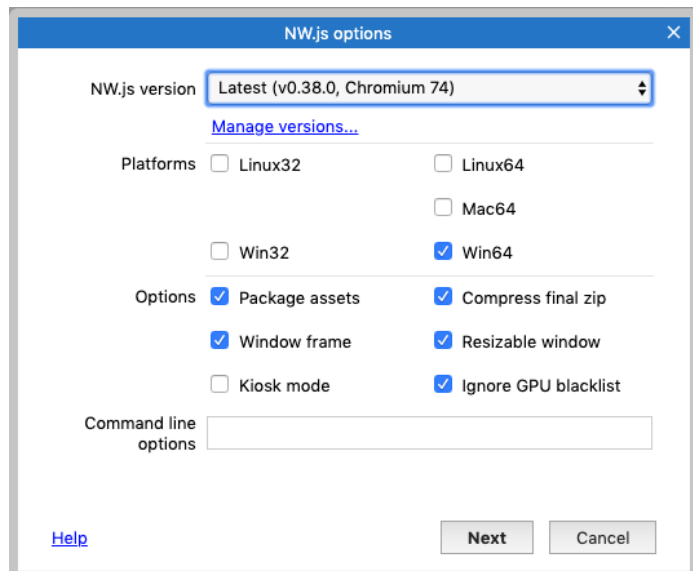 NW.js options
NW.js version Latest (v0.38.0, Chromium 74)
Manage versions...
Platforms Linux32 Linux64
Mac64
Win32 Win64
Options Package assets Compress final zip
Window frame Resizable window
Kiosk mode Ignore GPU blacklist
Command line
options
Help Next Cancel